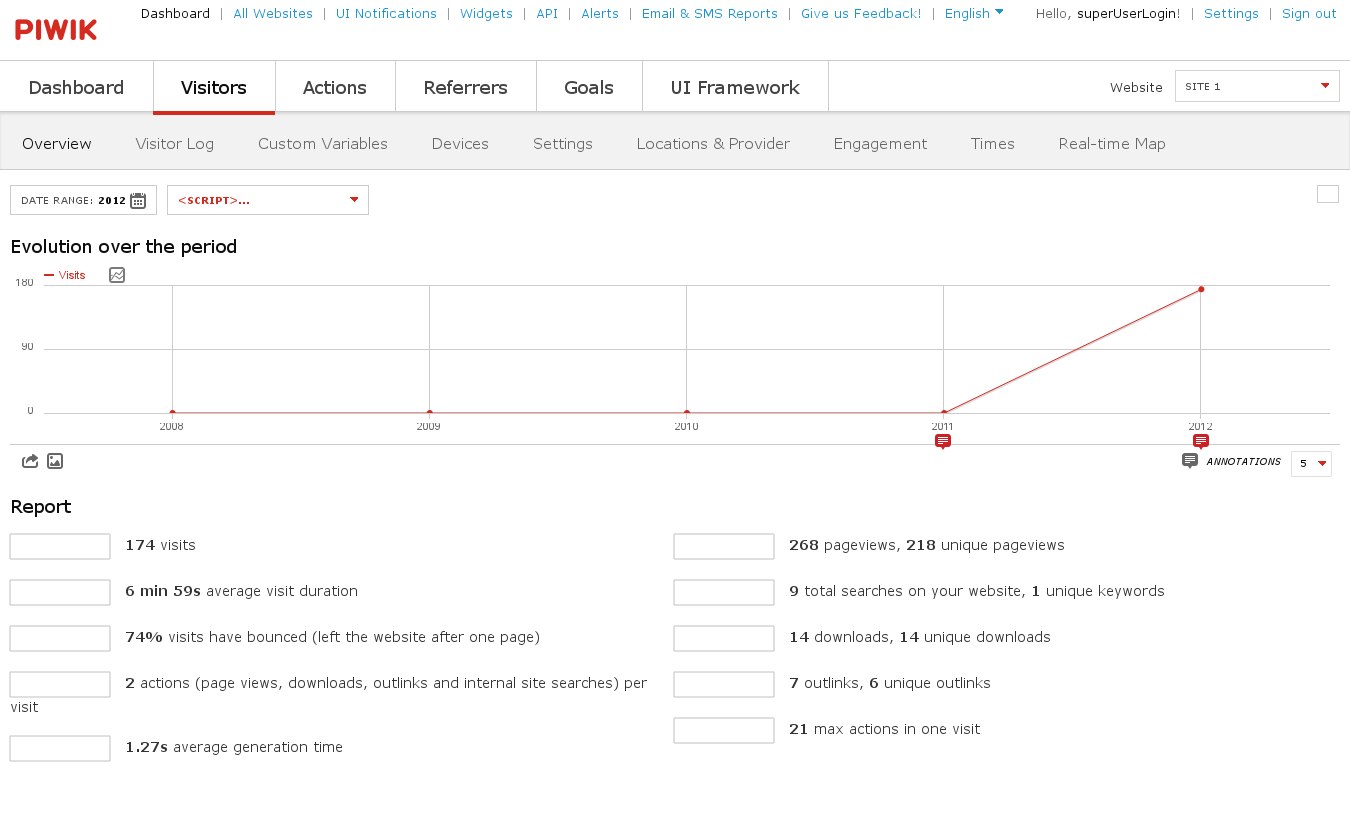 PIWIK
Dashboard | All Websites | UI Notifications | Widgets | API | Alerts | Email & SMS Reports | Give us Feedback! | English
Hello, superUserLogin! | Settings | Sign out
Dashboard Visitors Actions Referrers Goals UI Framework
Website SITE 1
Overview Visitor Log Custom Variables Devices Settings Locations & Provider Engagement Times Real-time Map
DATE RANGE: 2012
<SCRIPT>...
Evolution over the period
Visits
180
90
0
2008 2009 2010 2011 2012
ANNOTATIONS 5
Report
174 visits
6 min 59s average visit duration
74% visits have bounced (left the website after one page)
2 actions (page views, downloads, outlinks and internal site searches) per
visit
1.27s average generation time
268 pageviews, 218 unique pageviews
9 total searches on your website, 1 unique keywords
14 downloads, 14 unique downloads
7 outlinks, 6 unique outlinks
21 max actions in one visit